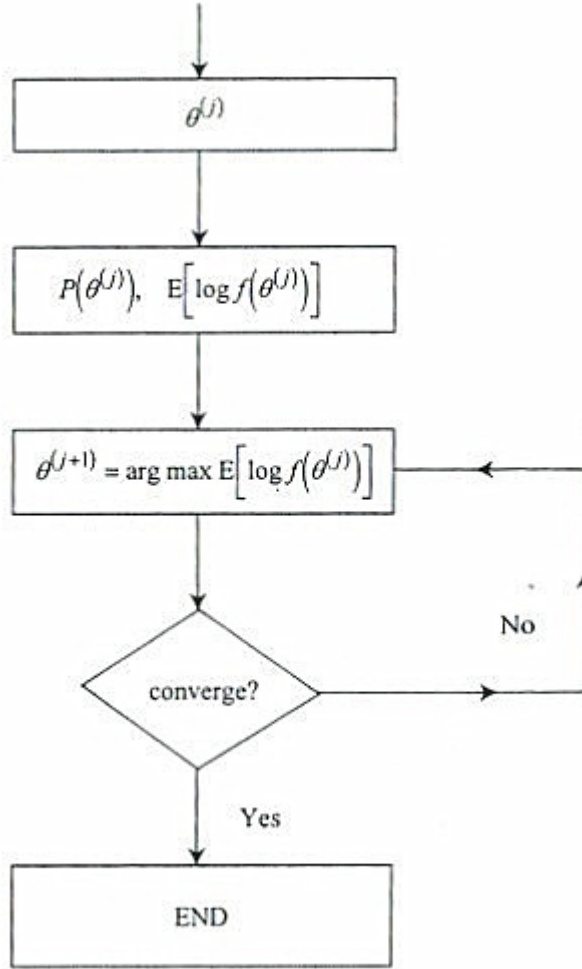 θ^(j)
P(θ^(j)), E[log f(θ^(j))]
θ^(j+1) = arg max E[log f(θ^(j))]
No
converge?
Yes
END